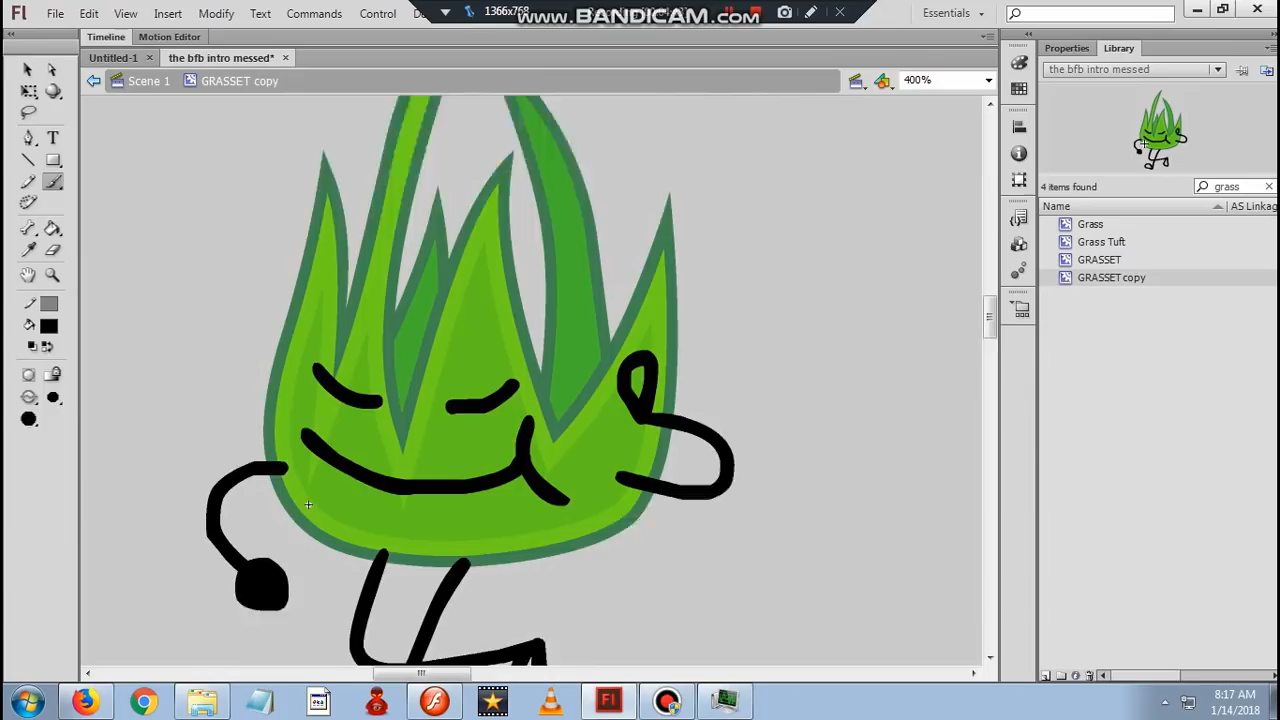 Fl File Edit View Insert Modify Text Commands Control 1366x768 www.BANDICAM.com Essentials
Timeline Motion Editor
Properties Library
Untitled-1 × the bfb intro messed* ×
the bfb intro messed
Scene 1 GRASSET copy 400%
4 items found grass
Name AS Linkag
Grass
Grass Tuft
GRASSET
GRASSET copy
T
Fl
8:17 AM
1/14/2018